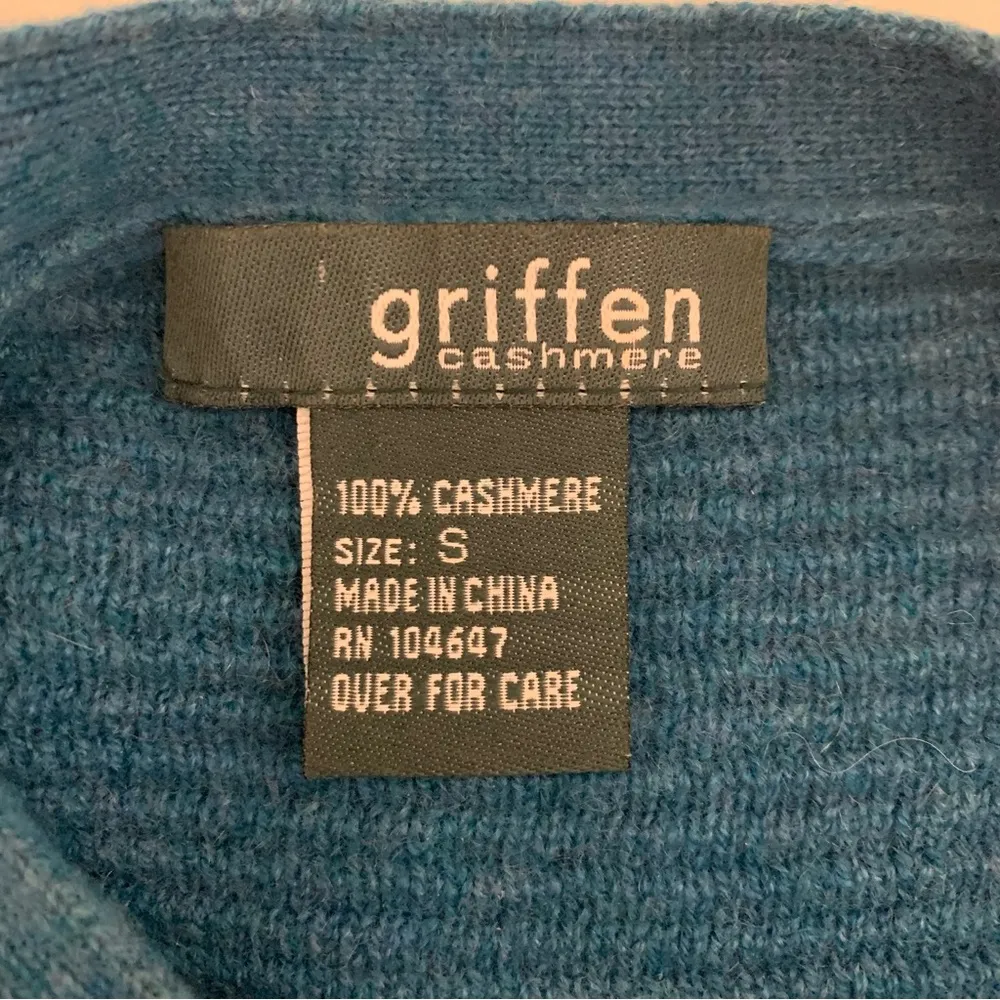 griffen
cashmere
100% CASHMERE
SIZE: S
MADE IN CHINA
RN 104647
OVER FOR CARE